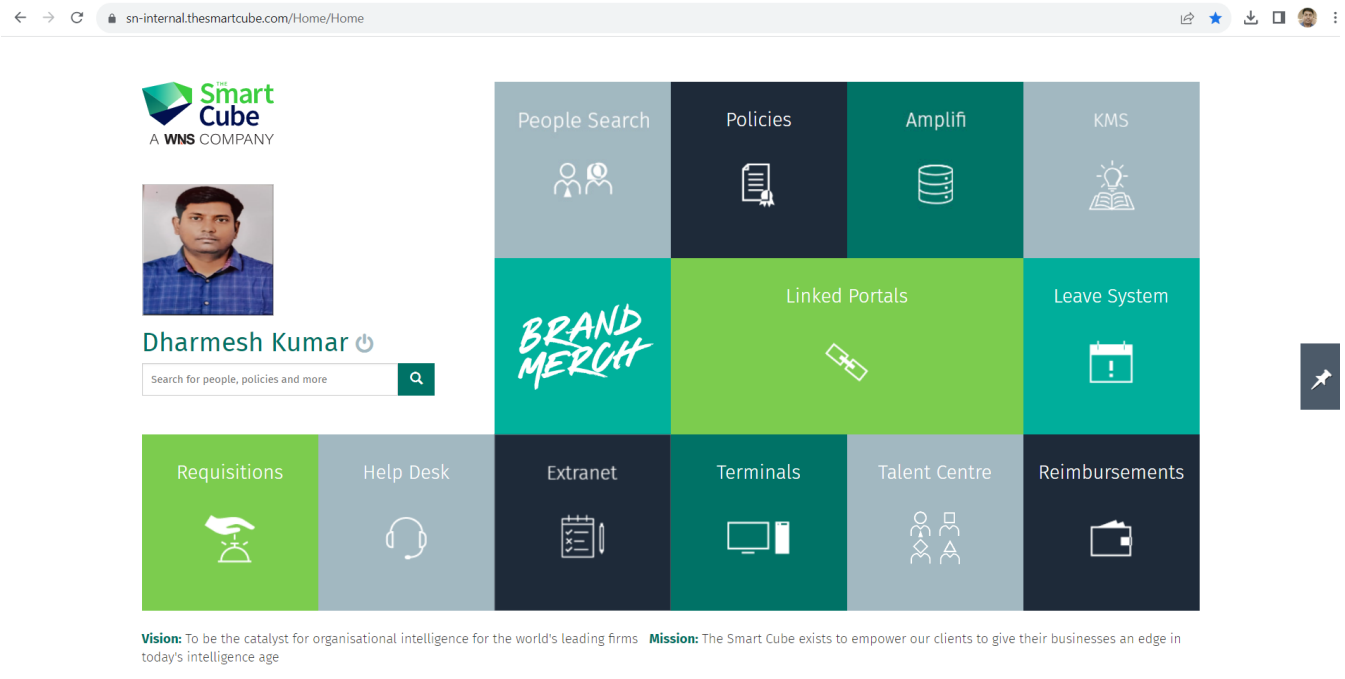 sn-internal.thesmartcube.com/Home/Home
THE
Smart
Cube
A WNS COMPANY
People Search
Policies
Amplifi
KMS
Dharmesh Kumar
Search for people, policies and more
BRAND
MERCH
Linked Portals
Leave System
Requisitions
Help Desk
Extranet
Terminals
Talent Centre
Reimbursements
Vision: To be the catalyst for organisational intelligence for the world's leading firms Mission: The Smart Cube exists to empower our clients to give their businesses an edge in
today's intelligence age